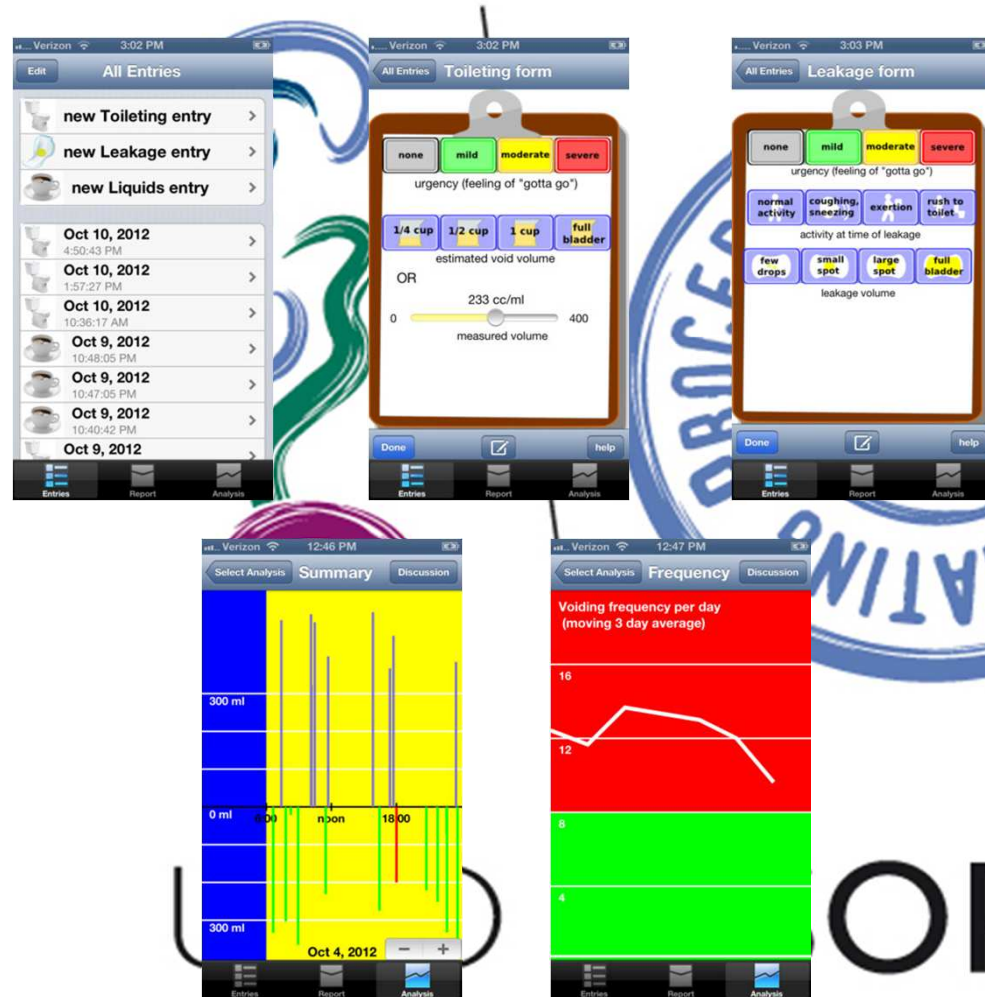 Verizon 3:02 PM
Edit All Entries
new Toileting entry
new Leakage entry
new Liquids entry
Oct 10, 2012
4:50:43 PM
Oct 10, 2012
1:57:27 PM
Oct 10, 2012
10:36:17 AM
Oct 9, 2012
10:48:05 PM
Oct 9, 2012
10:47:05 PM
Oct 9, 2012
10:40:42 PM
Oct 9, 2012
Entries Report Analysis
Verizon 3:02 PM
All Entries Toileting form
none mild moderate severe
urgency (feeling of "gotta go")
1/4 cup 1/2 cup 1 cup full bladder
estimated void volume
OR
233 cc/ml
0 400
measured volume
Done help
Entries Report Analysis
Verizon 3:03 PM
All Entries Leakage form
none mild moderate severe
urgency (feeling of "gotta go")
normal coughing, exertion rush to
activity sneezing toilet
activity at time of leakage
few small large full
drops spot spot bladder
leakage volume
Done help
Entries Report Analysis
Verizon 12:46 PM
Select Analysis Summary Discussion
300 ml
0 ml 6:00 noon 18:00
300 ml
Oct 4, 2012 − +
Entries Report Analysis
Verizon 12:47 PM
Select Analysis Frequency Discussion
Voiding frequency per day
(moving 3 day average)
16
12
8
4
Entries Report Analysis